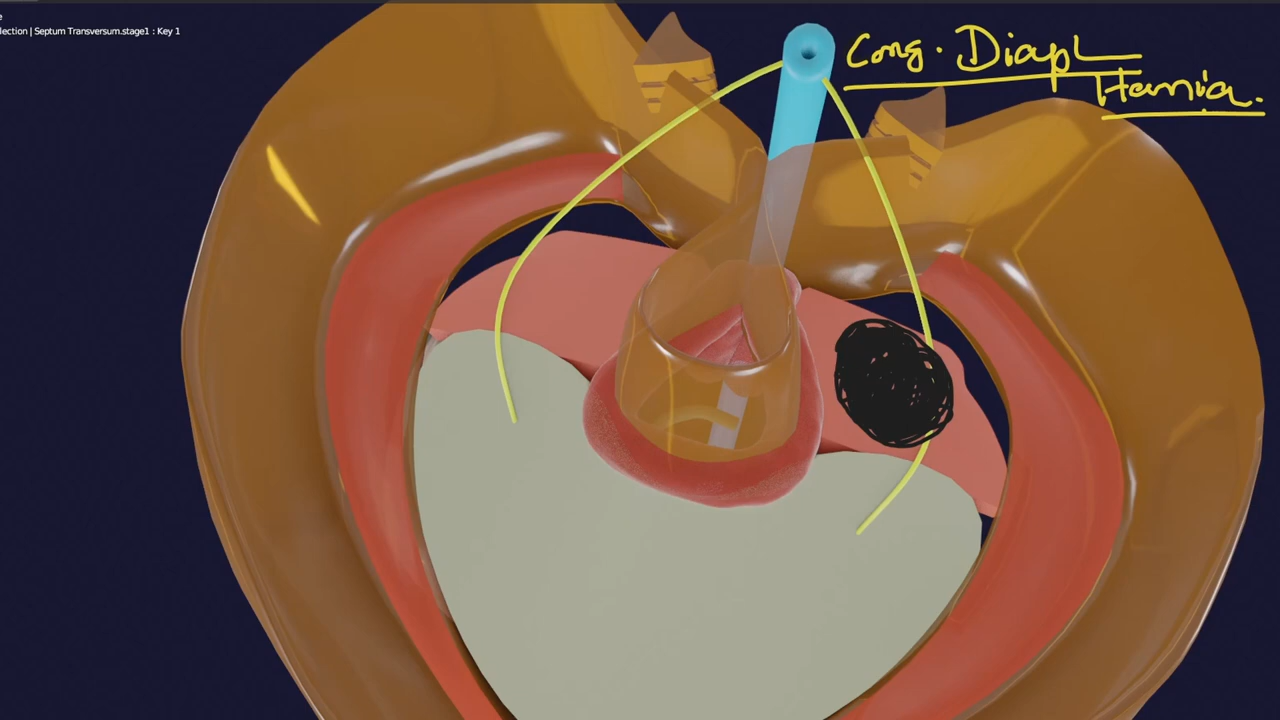 e
lection | Septum Transversum.stage1 : Key 1
Cong. Diaph
Hernia.